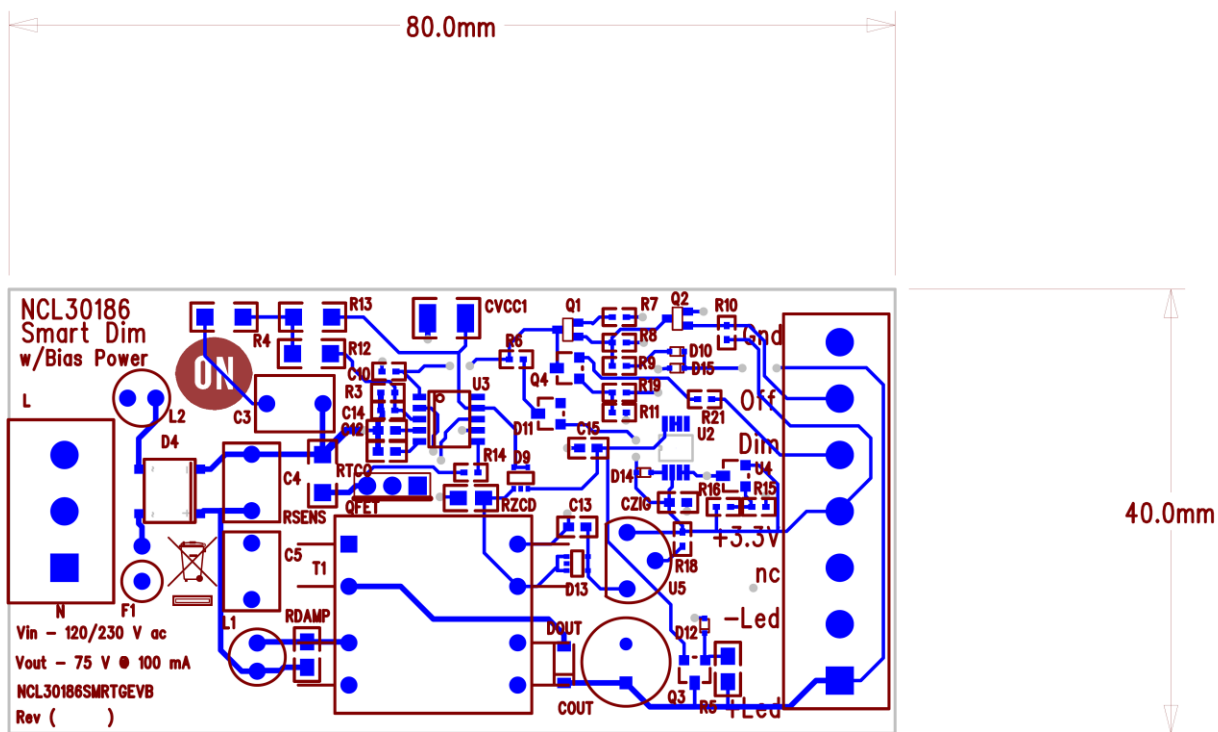 80.0mm
NCL30186
Smart Dim
w/Bias Power
R13
R4
R12
CVCC1
Q1
R7
Q2
R10
Gnd
R8
R6
D10
R9
D15
ON
C10
Q4
L
L2
R3
U3
R19
Off
C3
C14
R11
R21
C12
D11
U2
D4
C15
Dim
RTCO
R14
D9
D14
U4
C4
R16
R15
QFET
RZCD
CZIG
40.0mm
RSENS
C13
+3.3V
C5
T1
R18
nc
D13
U5
N
F1
L1
RDAMP
-Led
Vin - 120/230 V ac
DOUT
D12
Vout - 75 V @ 100 mA
NCL30186SMRTGEVB
Q3
R5
COUT
+Led
Rev ( )